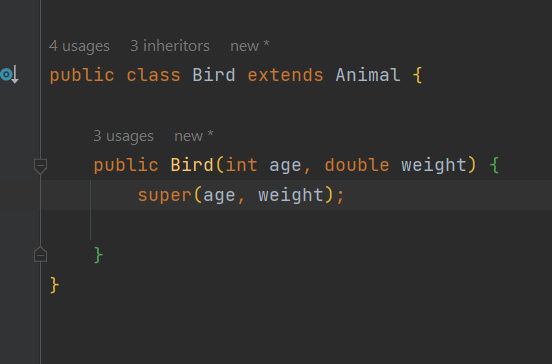 4 usages 3 inheritors new *
public class Bird extends Animal {
3 usages new *
public Bird(int age, double weight) {
super(age, weight);
}
}